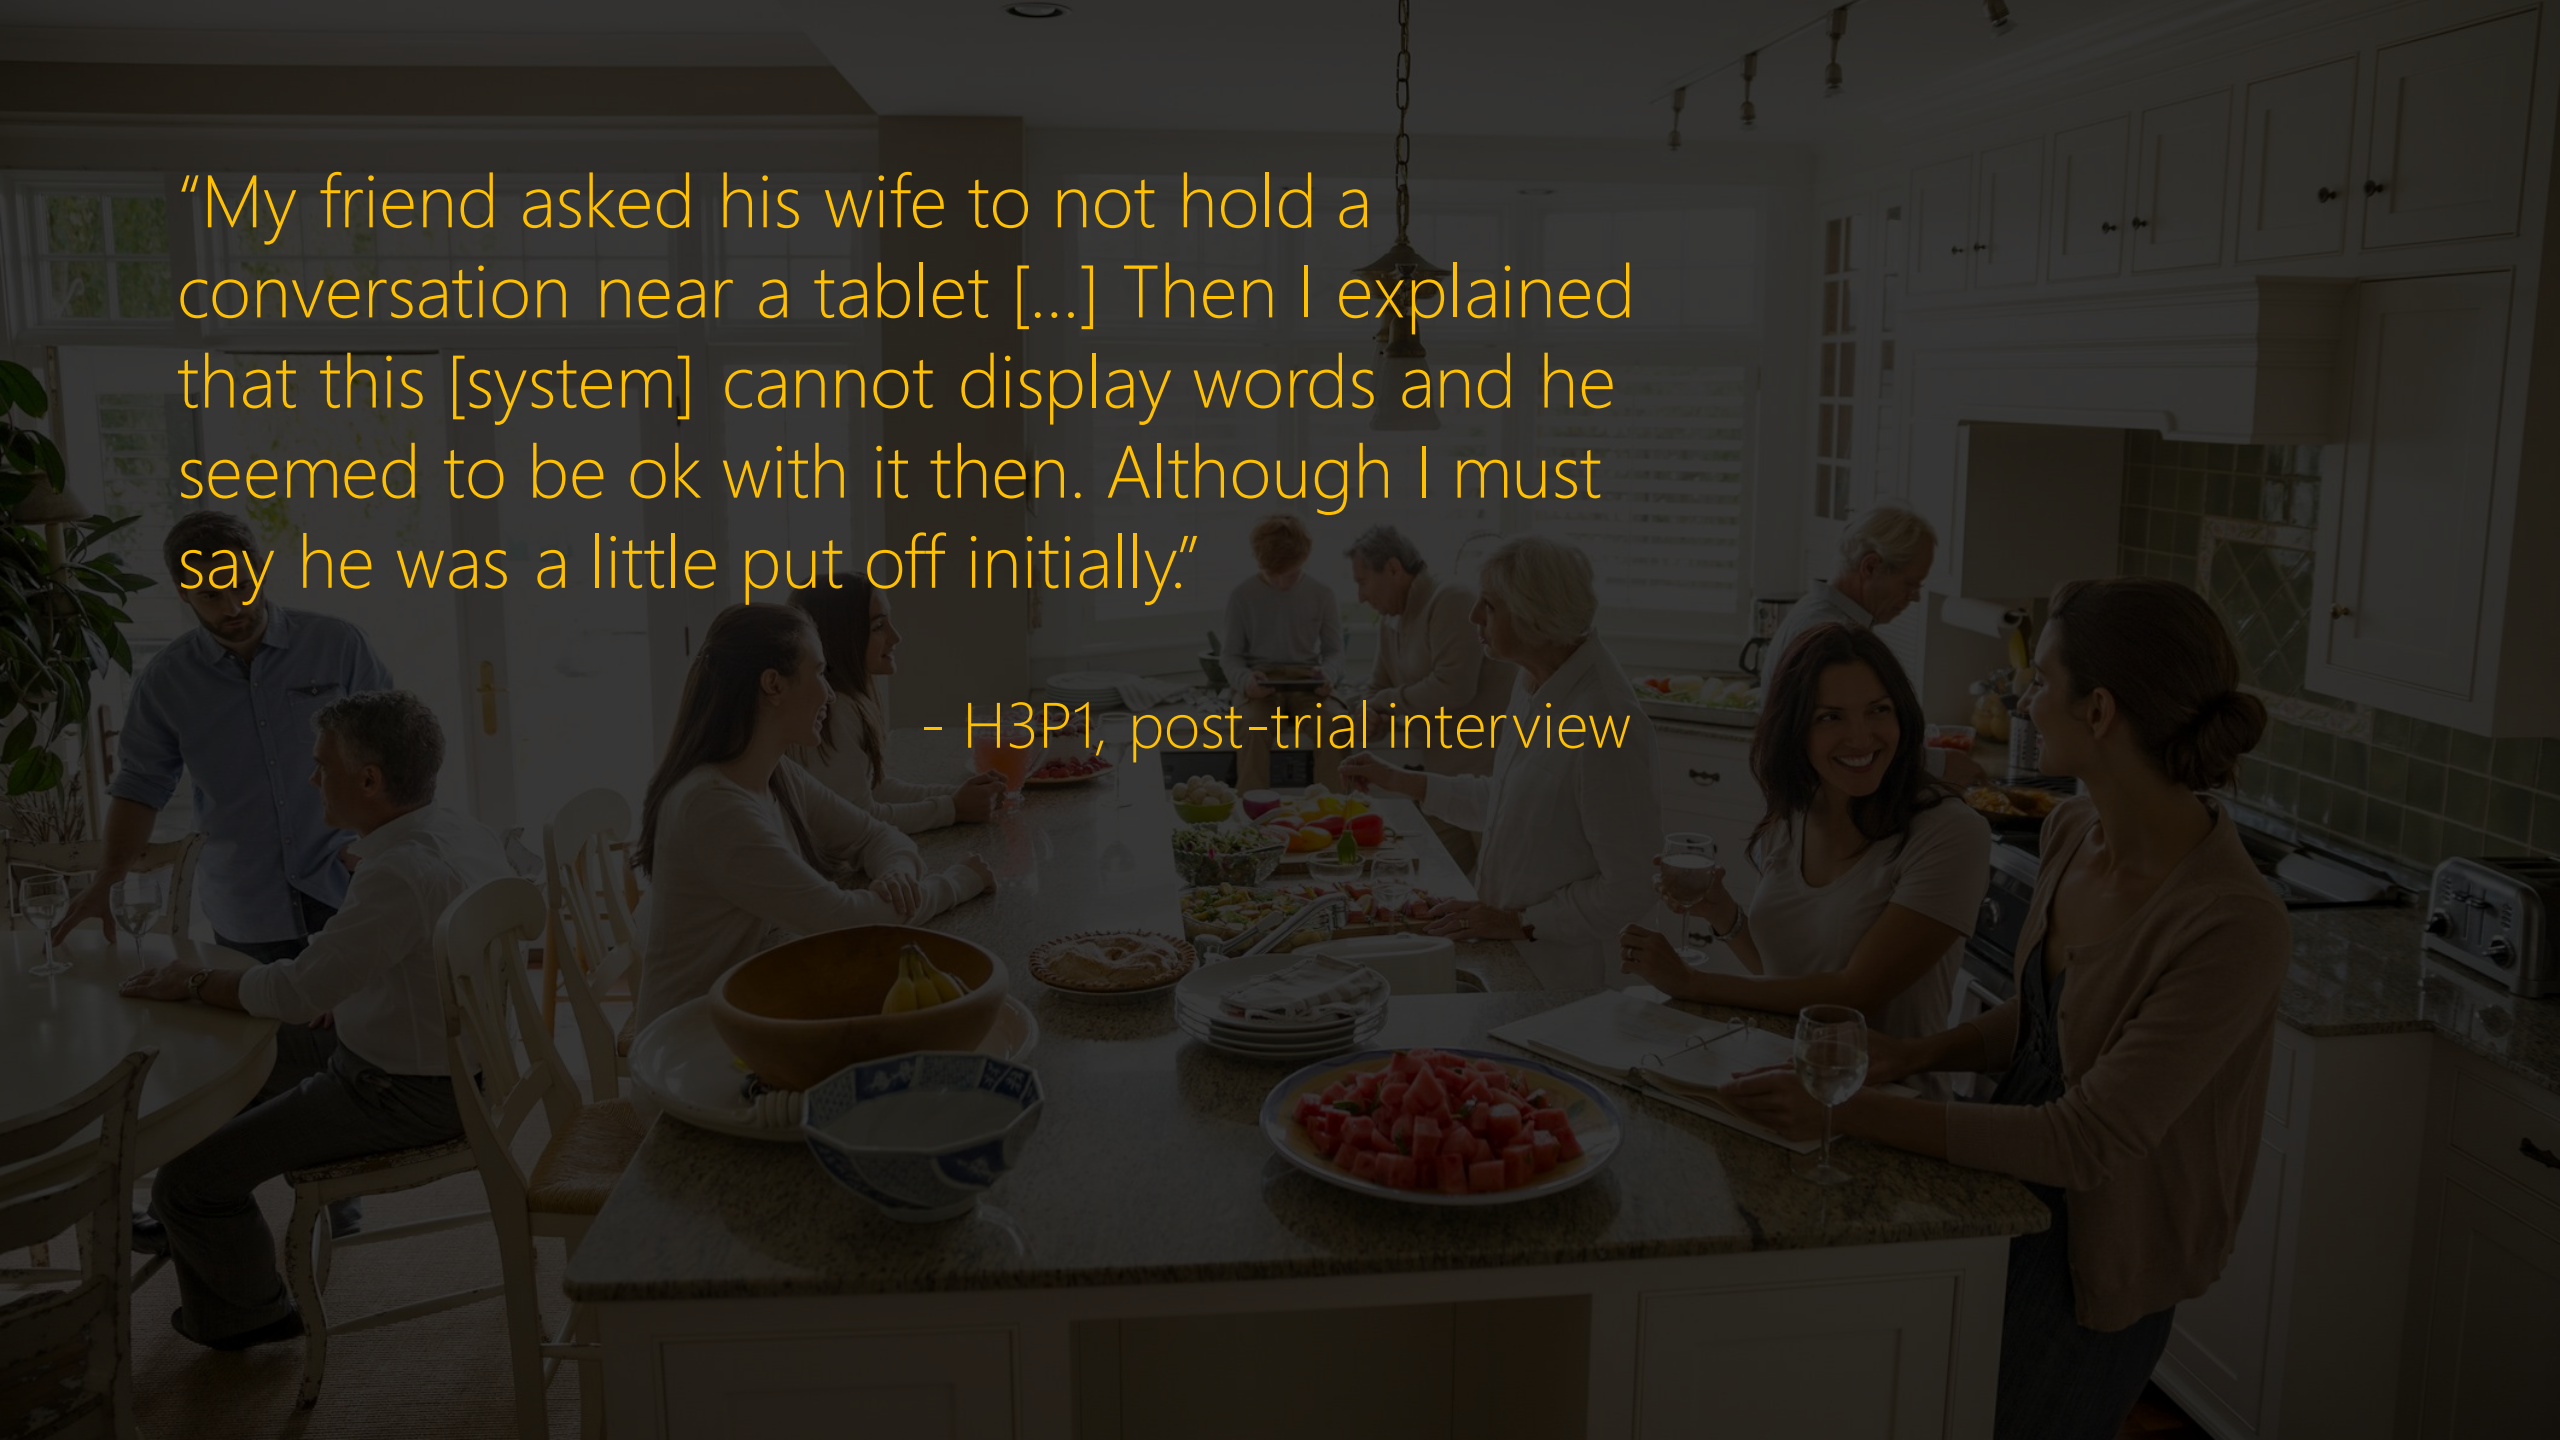 “My friend asked his wife to not hold a
conversation near a tablet [...] Then I explained
that this [system] cannot display words and he
seemed to be ok with it then. Although I must
say he was a little put off initially.”
- H3P1, post-trial interview